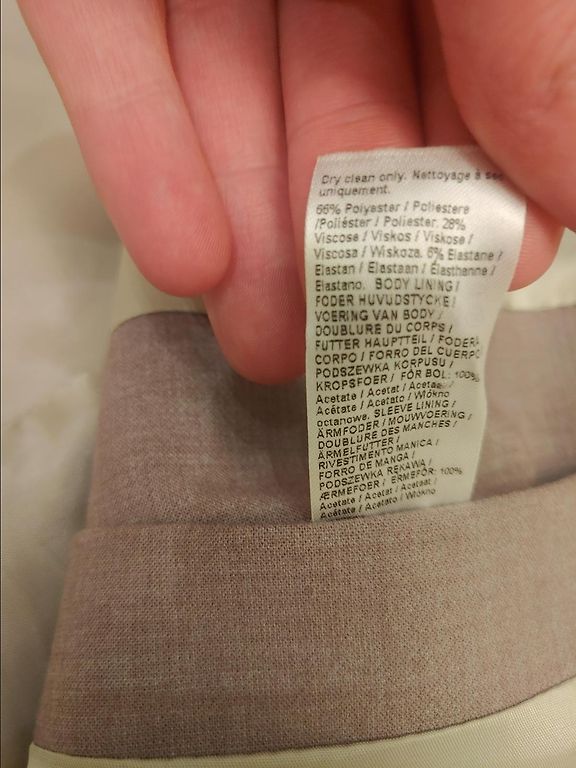 Dry clean only. Nettoyage à sec
uniquement.
66% Polyester / Poliestere
/Poliéster / Poliester. 28%
Viscose / Viskos / Viskose /
Viscosa / Wiskoza. 6% Elastane /
Elastan / Elastaan / Élasthanne /
Elastano. BODY LINING /
FODER HUVUDSTYCKE /
VOERING VAN BODY /
DOUBLURE DU CORPS /
FUTTER HAUPTTEIL / FODERA
CORPO / FORRO DEL CUERPO
PODSZEWKA KORPUSU /
KROPSFOER / FÔR BOL: 100%
Acetate / Acetat / Acetaat /
Acétate / Acetato / Włókno
octanowe. SLEEVE LINING /
ÄRMFODER / MOUWVOERING /
DOUBLURE DES MANCHES /
ÄRMELFUTTER /
RIVESTIMENTO MANICA /
FORRO DE MANGA /
PODSZEWKA RĘKAWA /
ÆRMEFOER / ERMEFÔR: 100%
Acetate / Acetat / Acetaat /
Acétate / Acetato / Włókno